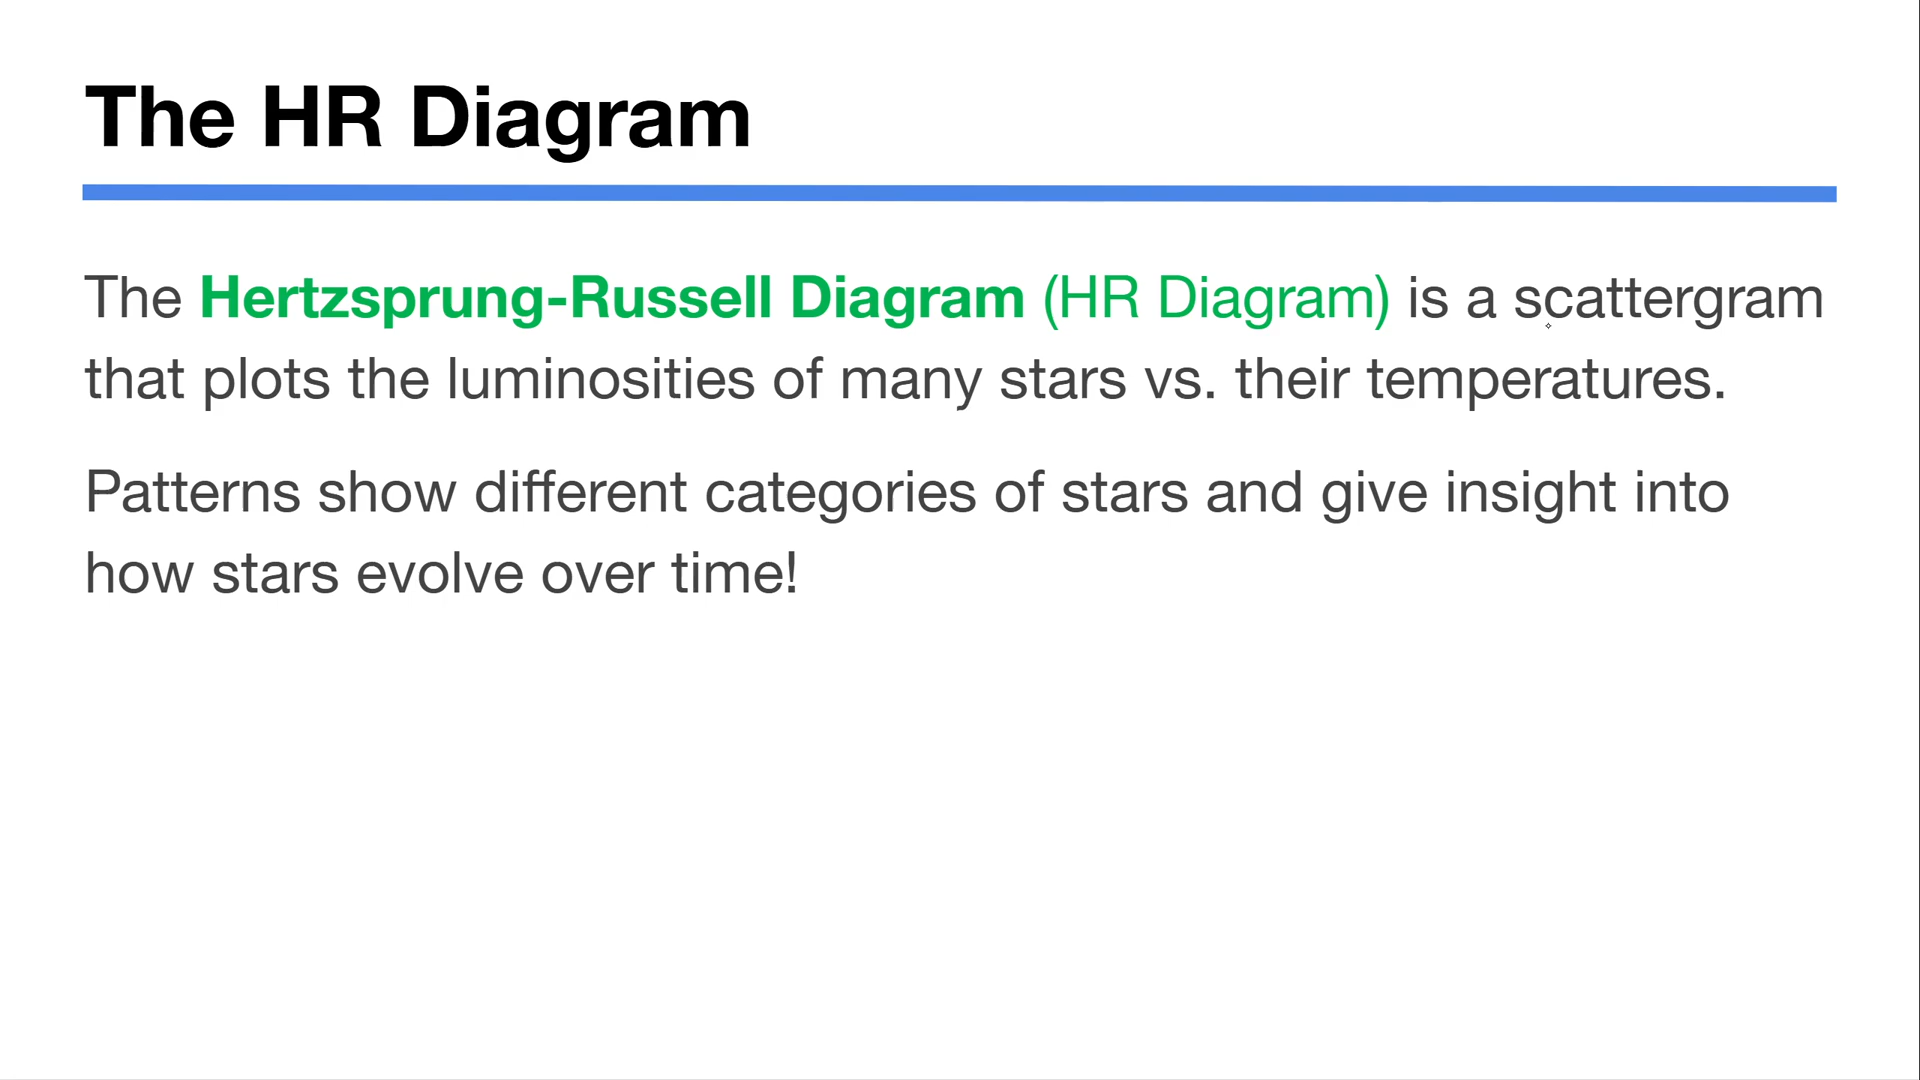 The HR Diagram
The Hertzsprung-Russell Diagram (HR Diagram) is a scattergram
that plots the luminosities of many stars vs. their temperatures.
Patterns show different categories of stars and give insight into
how stars evolve over time!